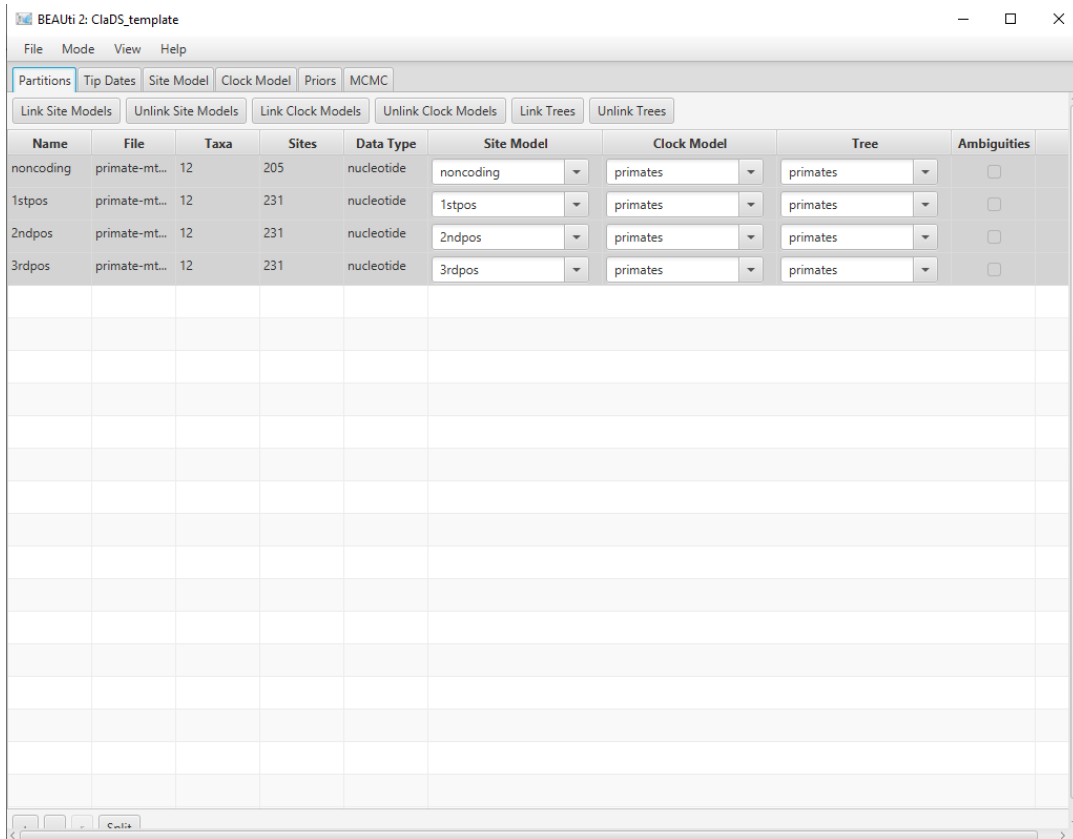 BEAUti 2: ClaDS_template
File Mode View Help
Partitions Tip Dates Site Model Clock Model Priors MCMC
Link Site Models Unlink Site Models Link Clock Models Unlink Clock Models Link Trees Unlink Trees
Name File Taxa Sites Data Type Site Model Clock Model Tree Ambiguities
noncoding primate-mt... 12 205 nucleotide noncoding primates primates
1stpos primate-mt... 12 231 nucleotide 1stpos primates primates
2ndpos primate-mt... 12 231 nucleotide 2ndpos primates primates
3rdpos primate-mt... 12 231 nucleotide 3rdpos primates primates
Split